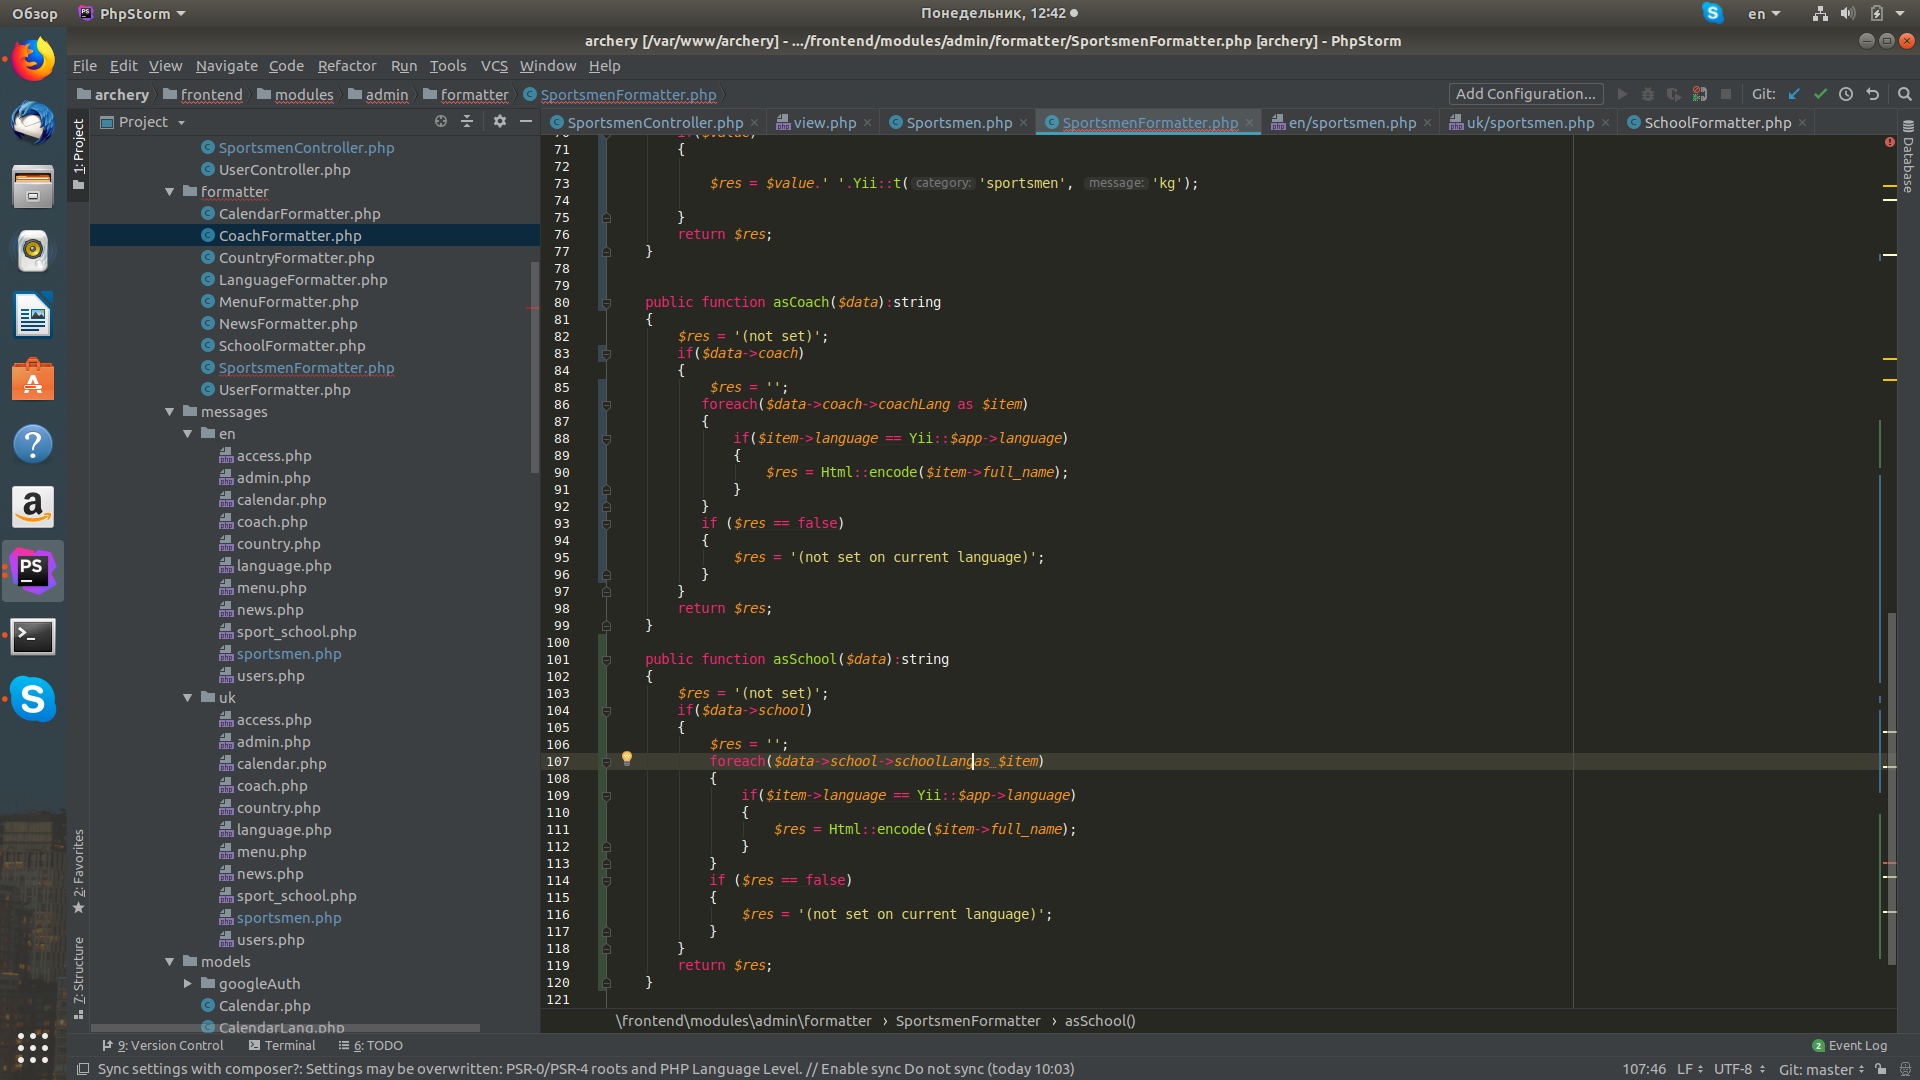 Обзор PhpStorm Понедельник, 12:42 en
archery [/var/www/archery] - .../frontend/modules/admin/formatter/SportsmenFormatter.php [archery] - PhpStorm
File Edit View Navigate Code Refactor Run Tools VCS Window Help
archery frontend modules admin formatter SportsmenFormatter.php Add Configuration... Git:
Project
SportsmenController.php view.php Sportsmen.php SportsmenFormatter.php en/sportsmen.php uk/sportsmen.php SchoolFormatter.php
1: Project
2: Favorites
7: Structure
Database
SportsmenController.php
UserController.php
formatter
CalendarFormatter.php
CoachFormatter.php
CountryFormatter.php
LanguageFormatter.php
MenuFormatter.php
NewsFormatter.php
SchoolFormatter.php
SportsmenFormatter.php
UserFormatter.php
messages
en
access.php
admin.php
calendar.php
coach.php
country.php
language.php
menu.php
news.php
sport_school.php
sportsmen.php
users.php
uk
access.php
admin.php
calendar.php
coach.php
country.php
language.php
menu.php
news.php
sport_school.php
sportsmen.php
users.php
models
googleAuth
Calendar.php
CalendarLang.php
70 if($value)
71 {
72
73 $res = $value.' '.Yii::t( category: 'sportsmen', message: 'kg');
74
75 }
76 return $res;
77 }
78
79
80 public function asCoach($data):string
81 {
82 $res = '(not set)';
83 if($data->coach)
84 {
85 $res = '';
86 foreach($data->coach->coachLang as $item)
87 {
88 if($item->language == Yii::$app->language)
89 {
90 $res = Html::encode($item->full_name);
91 }
92 }
93 if ($res == false)
94 {
95 $res = '(not set on current language)';
96 }
97 }
98 return $res;
99 }
100
101 public function asSchool($data):string
102 {
103 $res = '(not set)';
104 if($data->school)
105 {
106 $res = '';
107 foreach($data->school->schoolLangas $item)
108 {
109 if($item->language == Yii::$app->language)
110 {
111 $res = Html::encode($item->full_name);
112 }
113 }
114 if ($res == false)
115 {
116 $res = '(not set on current language)';
117 }
118 }
119 return $res;
120 }
121
\frontend\modules\admin\formatter › SportsmenFormatter › asSchool()
9: Version Control Terminal 6: TODO 2 Event Log
Sync settings with composer?: Settings may be overwritten: PSR-0/PSR-4 roots and PHP Language Level. // Enable sync Do not sync (today 10:03) 107:46 LF UTF-8 Git: master